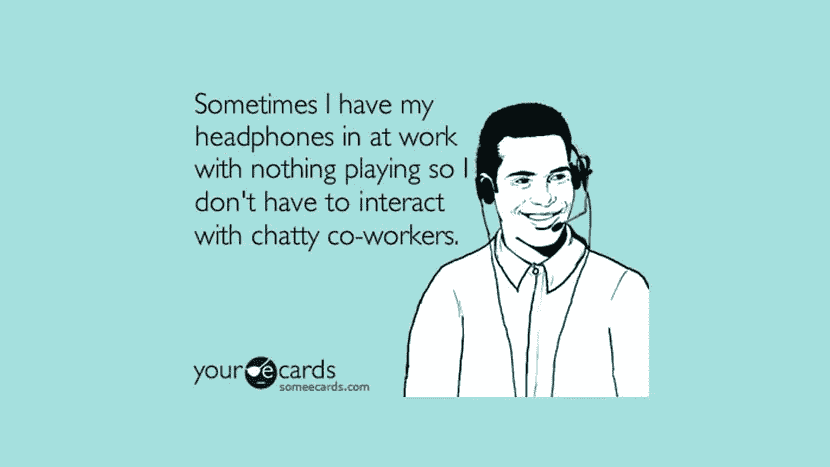 Sometimes I have my
headphones in at work
with nothing playing so I
don't have to interact
with chatty co-workers.
your e cards
someecards.com